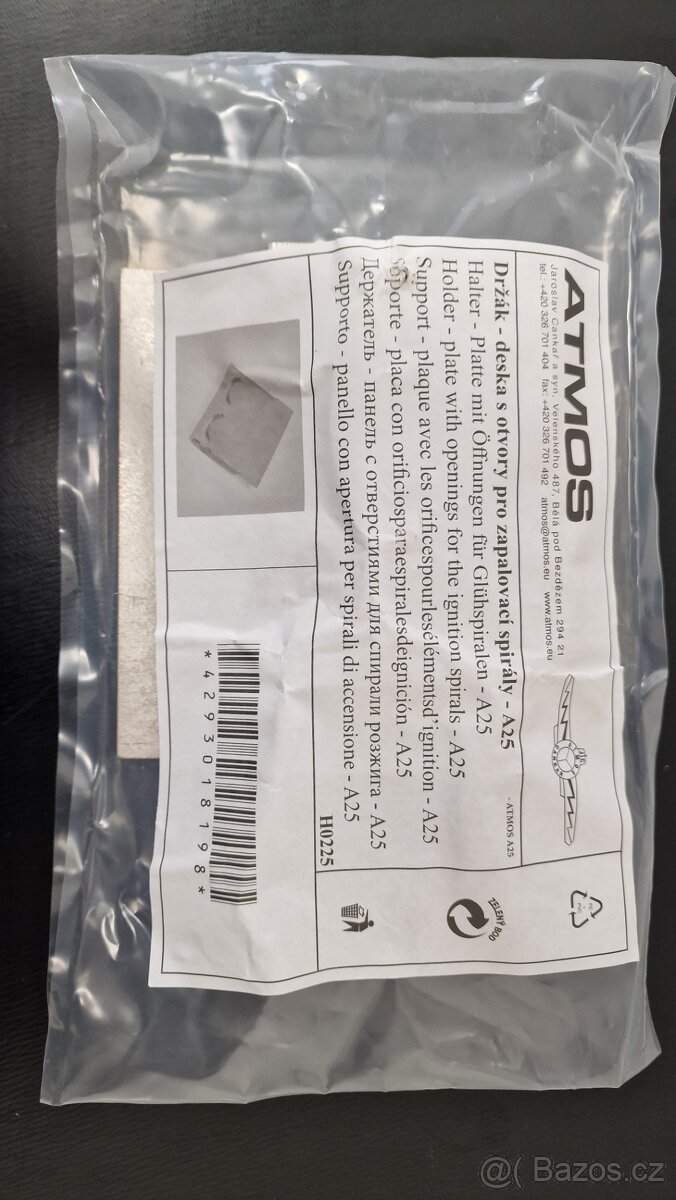 ATMOS
Jaroslav Cankař a syn, Velenského 487, Bělá pod Bezdězem 294 21
tel.: +420 326 701 404 fax: +420 326 701 492 atmos@atmos.eu www.atmos.eu
- ATMOS A25
Držák - deska s otvory pro zapalovací spirály - A25
Halter - Platte mit Öffnungen für Glühspiralen - A25
Holder - plate with openings for the ignition spirals - A25
Support - plaque avec les orificespourlesélémentsd'ignition - A25
Soporte - placa con orificiosparaespiralesdeignición - A25
Держатель - панель с отверстиями для спирали розжига - A25
Supporto - panello con apertura per spirali di accensione - A25
H0225
PE
PVC
ZELENÝ BOD
*4293018198*
@( Bazos.cz